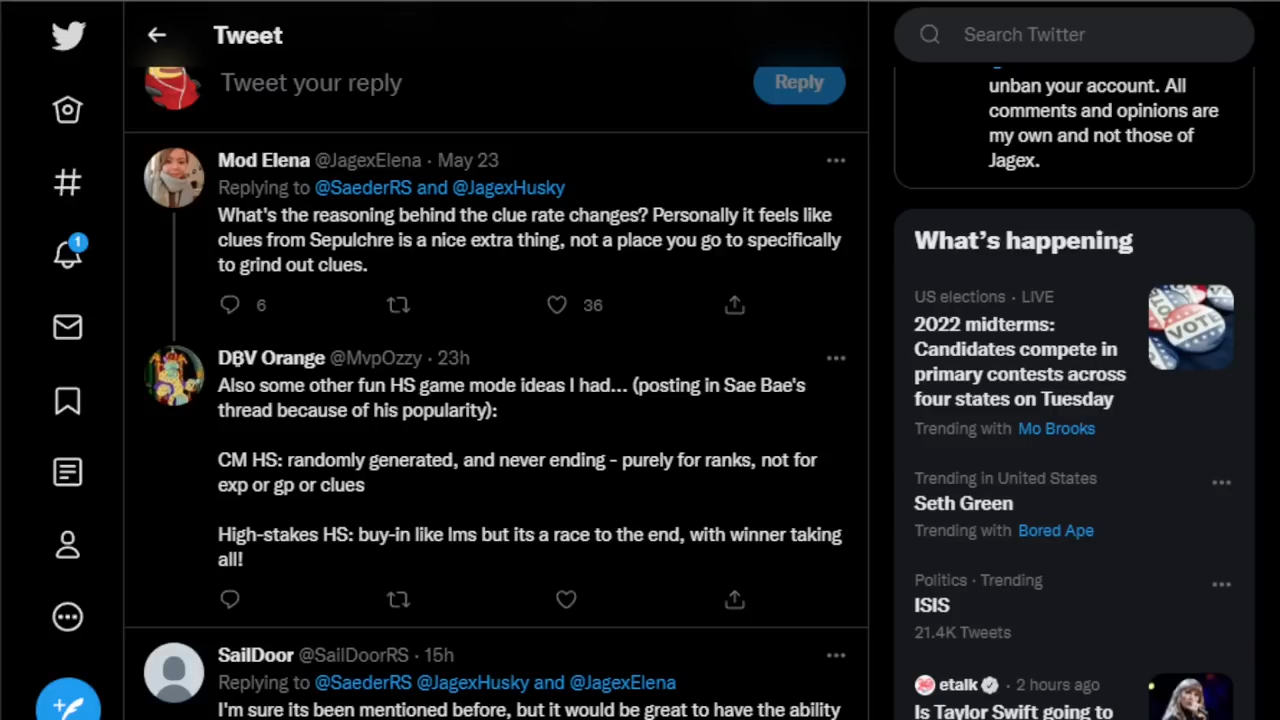 Tweet
Search Twitter
Tweet your reply
Reply
Mod Elena @JagexElena · May 23
Replying to @SaederRS and @JagexHusky
What's the reasoning behind the clue rate changes? Personally it feels like
clues from Sepulchre is a nice extra thing, not a place you go to specifically
to grind out clues.
6
36
DBV Orange @MvpOzzy · 23h
Also some other fun HS game mode ideas I had... (posting in Sae Bae's
thread because of his popularity):
CM HS: randomly generated, and never ending - purely for ranks, not for
exp or gp or clues
High-stakes HS: buy-in like lms but its a race to the end, with winner taking
all!
SailDoor @SailDoorRS · 15h
Replying to @SaederRS @JagexHusky and @JagexElena
I'm sure its been mentioned before, but it would be great to have the ability
1
unban your account. All
comments and opinions are
my own and not those of
Jagex.
What's happening
US elections · LIVE
2022 midterms:
Candidates compete in
primary contests across
four states on Tuesday
Trending with Mo Brooks
VOTE
Trending in United States
Seth Green
Trending with Bored Ape
Politics · Trending
ISIS
21.4K Tweets
etalk · 2 hours ago
Is Taylor Swift going to